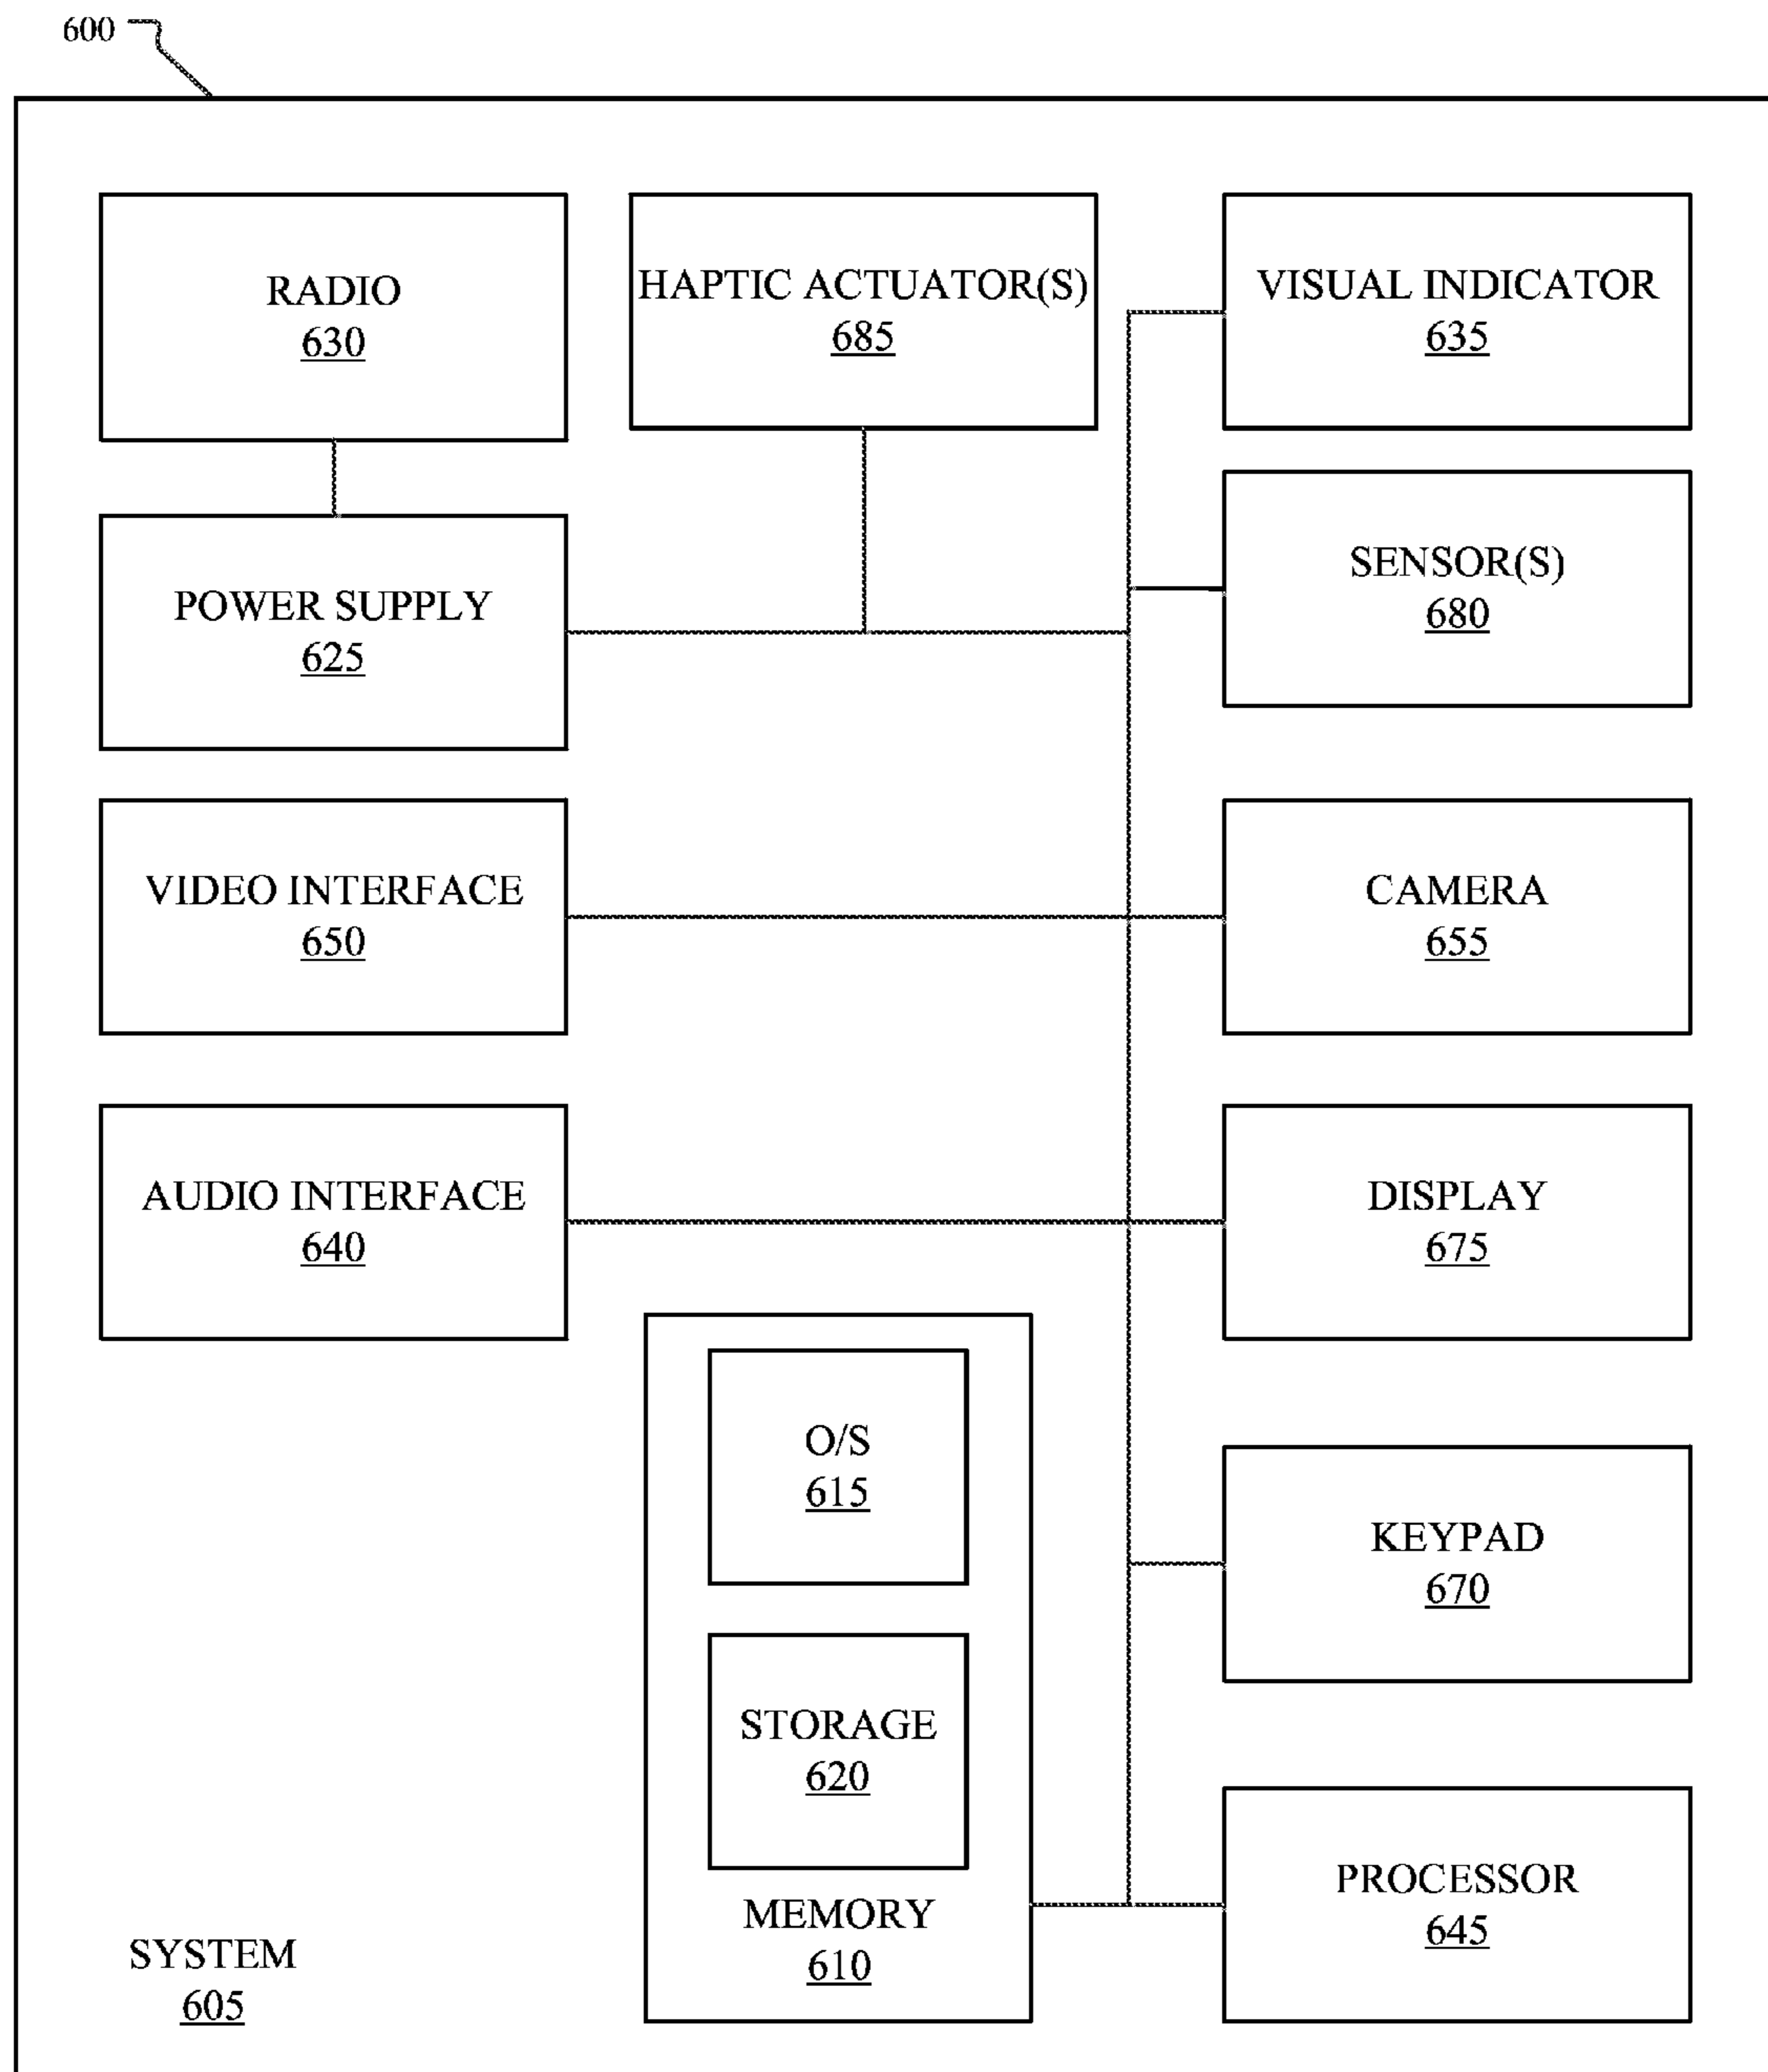 600
RADIO
630
HAPTIC ACTUATOR(S)
685
VISUAL INDICATOR
635
POWER SUPPLY
625
SENSOR(S)
680
VIDEO INTERFACE
650
CAMERA
655
AUDIO INTERFACE
640
DISPLAY
675
O/S
615
KEYPAD
670
STORAGE
620
MEMORY
610
PROCESSOR
645
SYSTEM
605